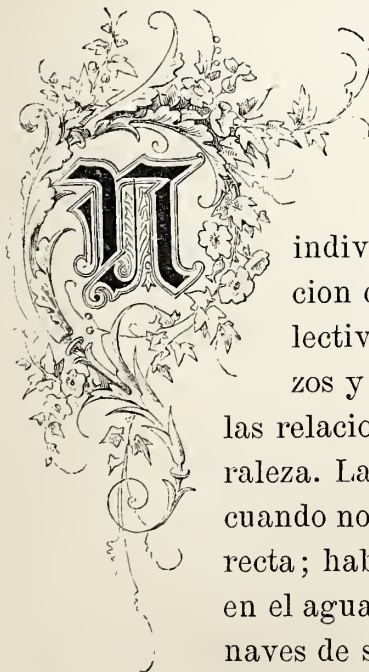 N
indiv
cion
lectiv
zos y
las relacio
raleza. La
cuando no
recta; hab
en el agua
naves de s